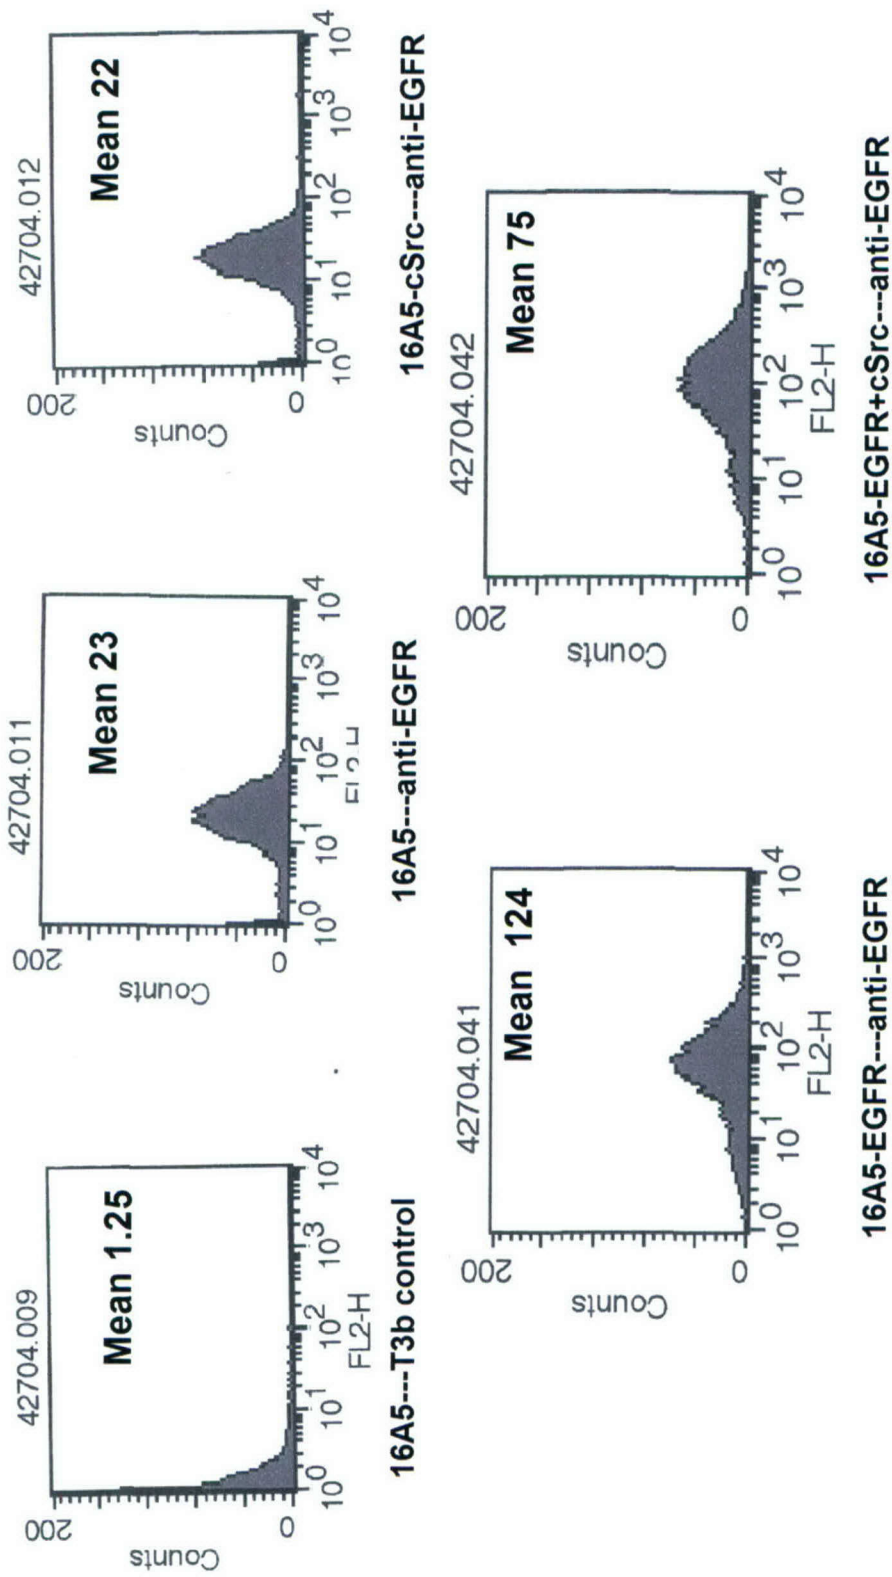 42704.009
200
Counts
0
Mean 1.25
10^0 10^1 10^2 10^3 10^4
FL2-H
16A5---T3b control
42704.011
200
Counts
0
Mean 23
10^0 10^1 10^2 10^3 10^4
16A5---anti-EGFR
42704.012
200
Counts
0
Mean 22
10^0 10^1 10^2 10^3 10^4
16A5-cSrc---anti-EGFR
42704.041
200
Counts
0
Mean 124
10^0 10^1 10^2 10^3 10^4
FL2-H
16A5-EGFR---anti-EGFR
42704.042
200
Counts
0
Mean 75
10^0 10^1 10^2 10^3 10^4
FL2-H
16A5-EGFR+cSrc---anti-EGFR